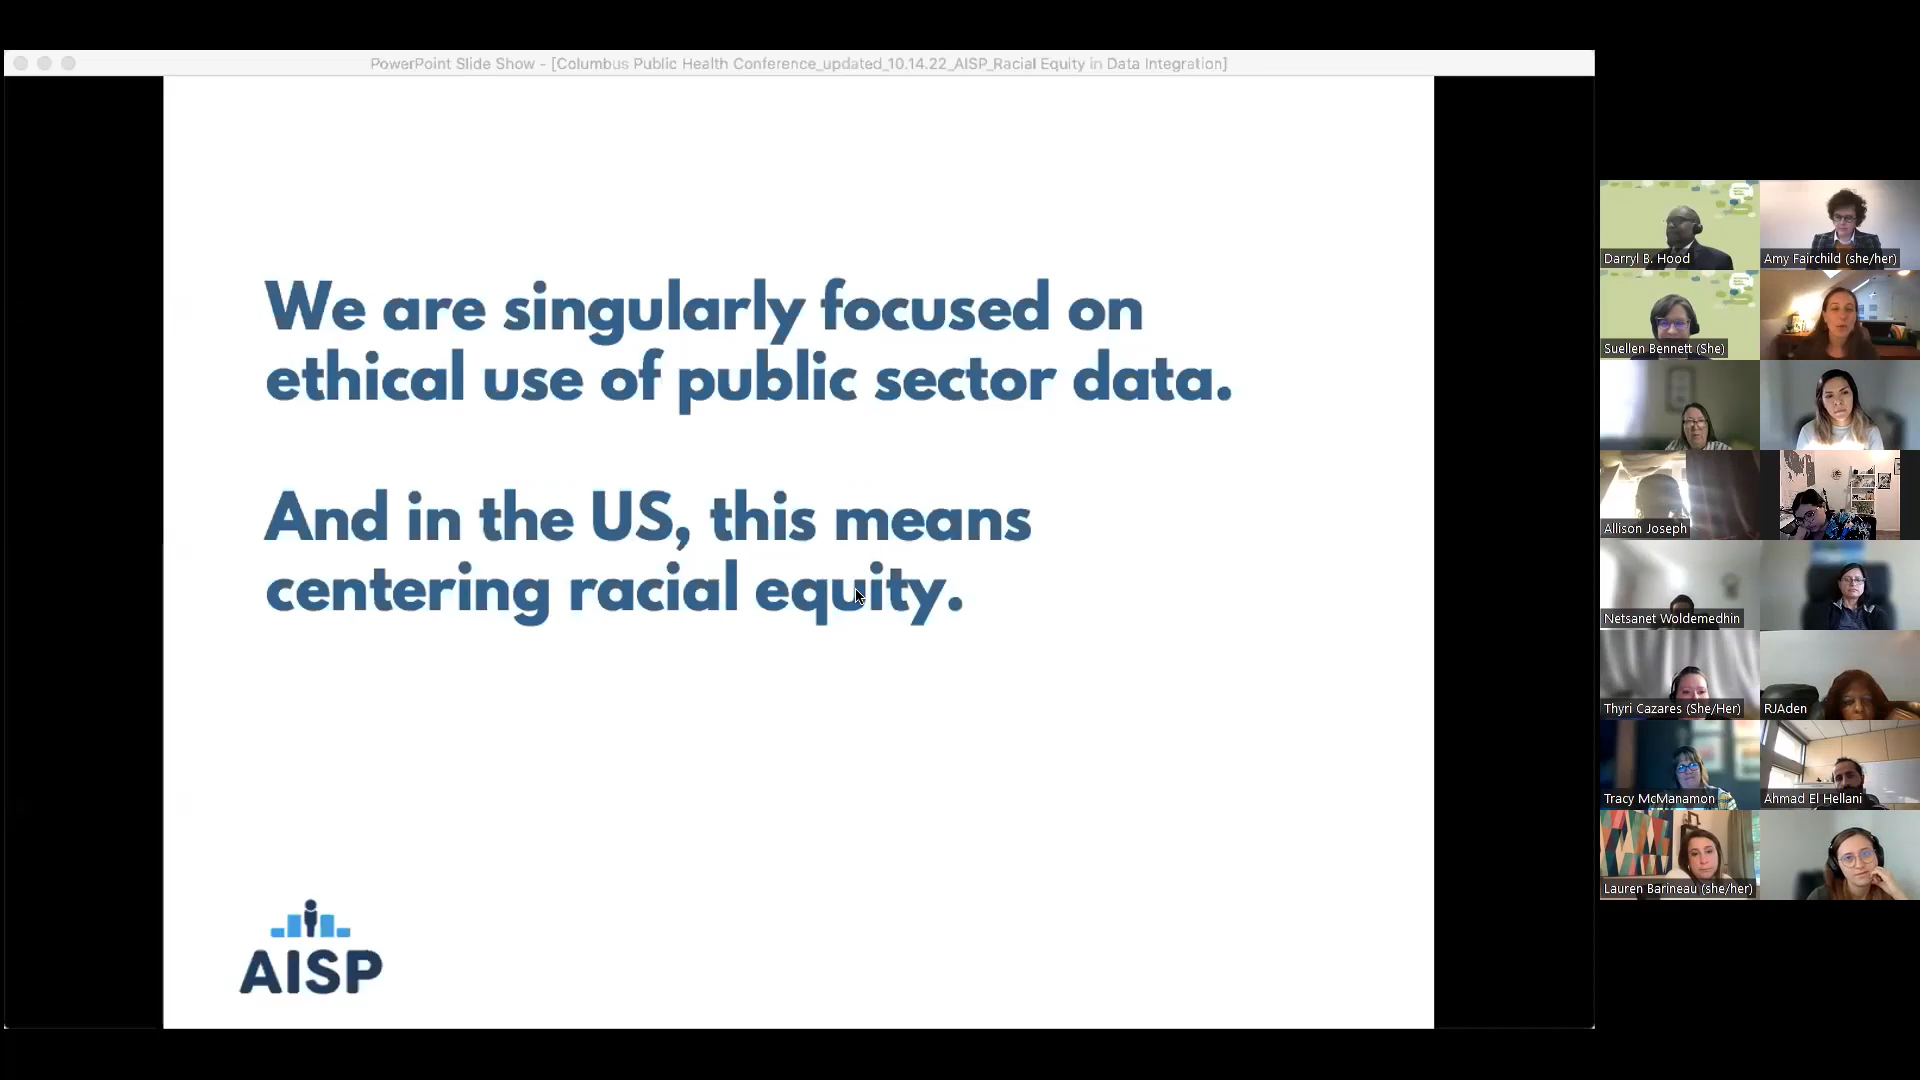 PowerPoint Slide Show - [Columbus Public Health Conference_updated_10.14.22_AISP_Racial Equity in Data Integration]
We are singularly focused on
ethical use of public sector data.
And in the US, this means
centering racial equity.
AISP
Darryl B. Hood
Amy Fairchild (she/her)
Suellen Bennett (She)
Allison Joseph
Netsanet Woldemedhin
Thyri Cazares (She/Her)
RJAden
Tracy McManamon
Ahmad El Hellani
Lauren Barineau (she/her)